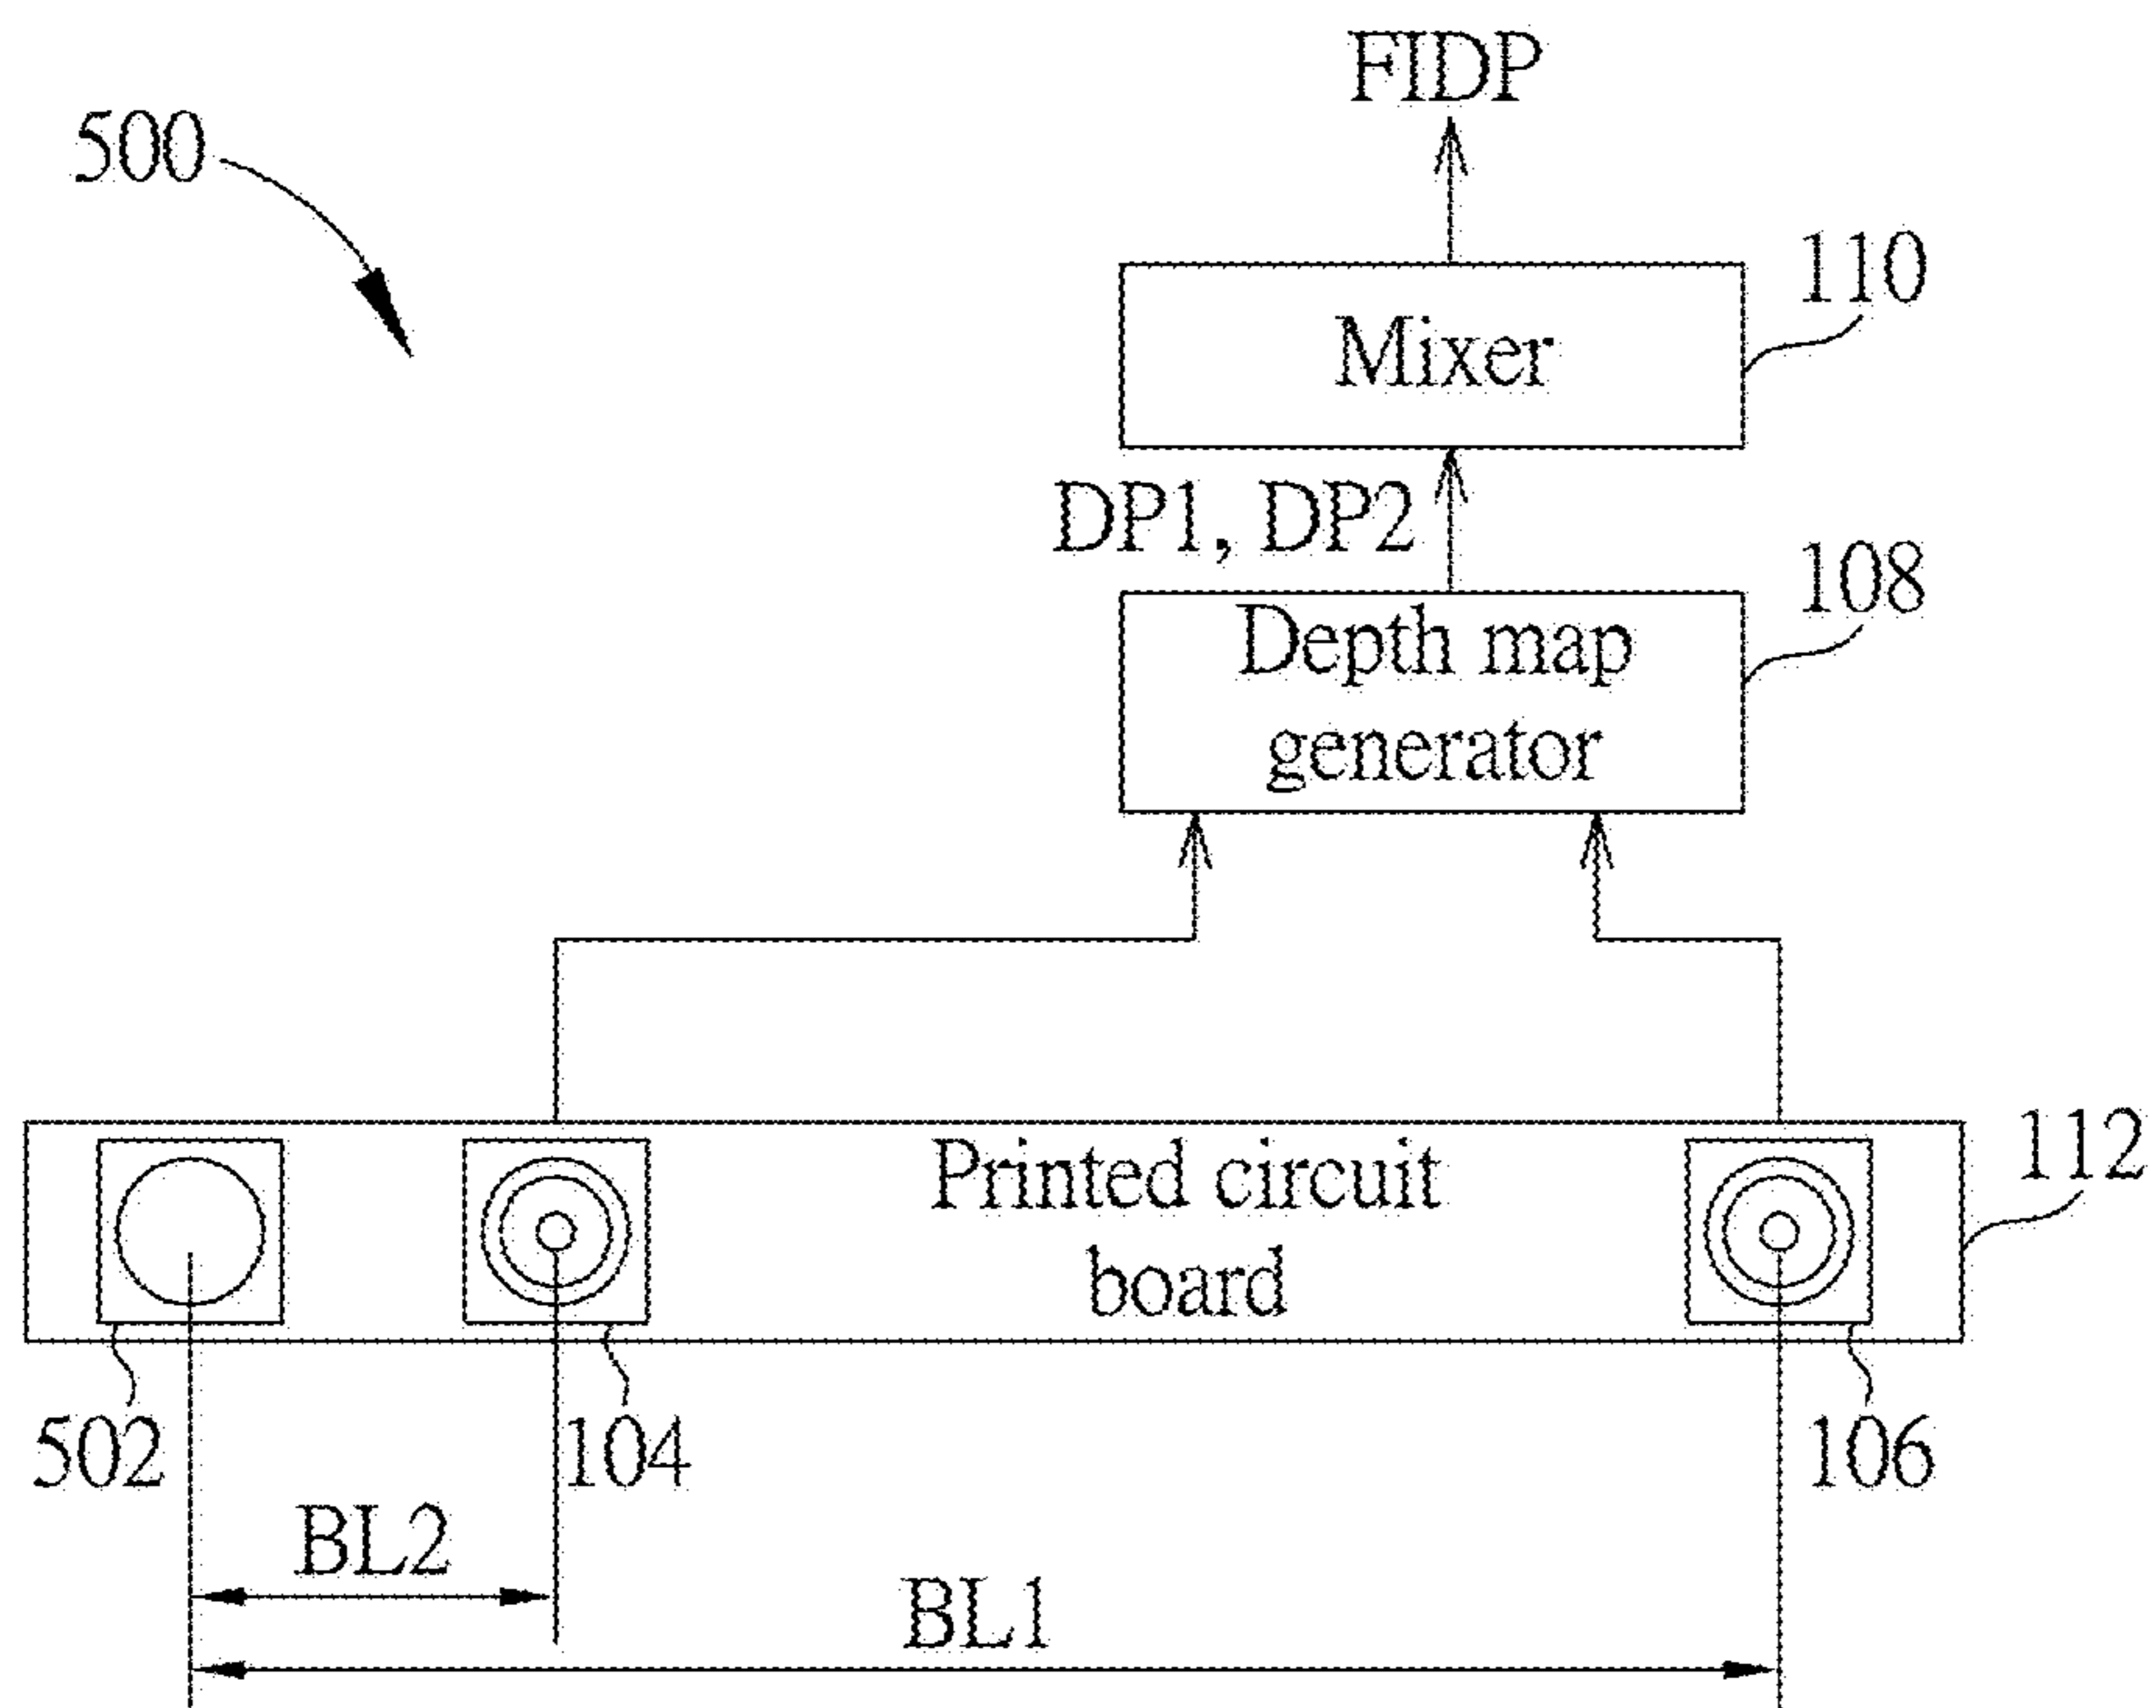 FIDP
500
110
Mixer
DP1, DP2
108
Depth map
generator
112
Printed circuit
board
502
104
106
BL2
BL1